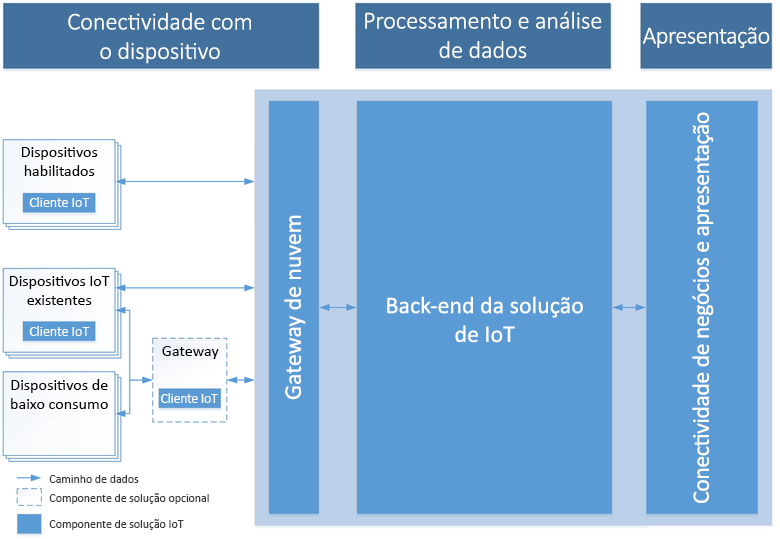 Conectividade com
o dispositivo
Processamento e análise
de dados
Apresentação
Dispositivos
habilitados
Cliente IoT
Dispositivos IoT
existentes
Cliente IoT
Dispositivos de
baixo consumo
Gateway
Cliente IoT
Gateway de nuvem
Back-end da solução
de IoT
Conectividade de negócios e apresentação
Caminho de dados
Componente de solução opcional
Componente de solução IoT